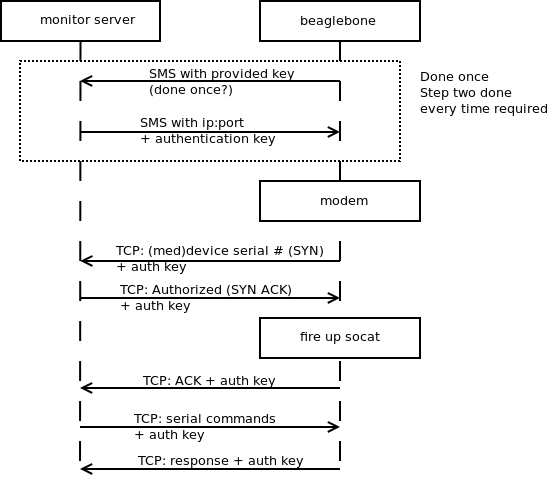 monitor server
beaglebone
SMS with provided key
(done once?)
Done once
Step two done
every time required
SMS with ip:port
+ authentication key
modem
TCP: (med)device serial # (SYN)
+ auth key
TCP: Authorized (SYN ACK)
+ auth key
fire up socat
TCP: ACK + auth key
TCP: serial commands
+ auth key
TCP: response + auth key